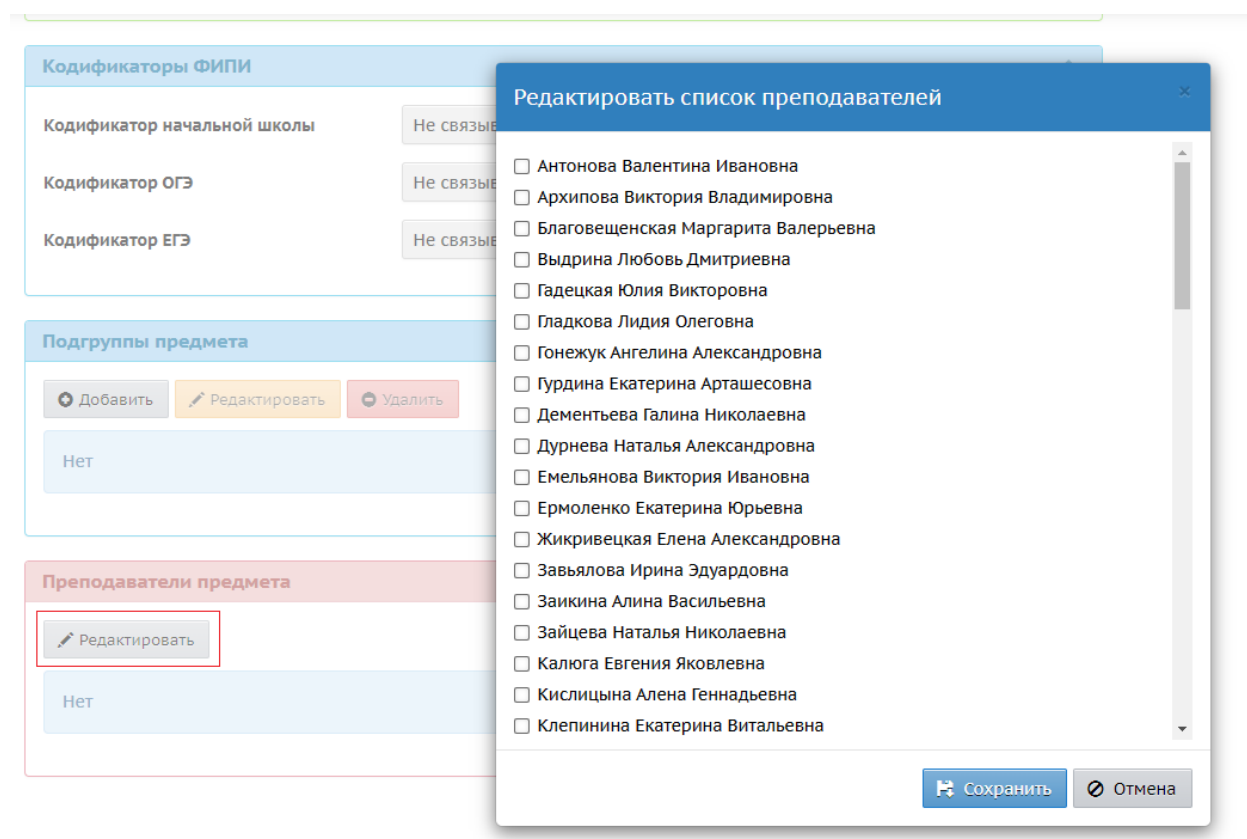 Кодификаторы ФИПИ
Кодификатор начальной школы
Не связыв
Кодификатор ОГЭ
Не связыв
Кодификатор ЕГЭ
Не связыв
Подгруппы предмета
Добавить
Редактировать
Удалить
Нет
Преподаватели предмета
Редактировать
Нет
Редактировать список преподавателей
×
Антонова Валентина Ивановна
Архипова Виктория Владимировна
Благовещенская Маргарита Валерьевна
Выдрина Любовь Дмитриевна
Гадецкая Юлия Викторовна
Гладкова Лидия Олеговна
Гонежук Ангелина Александровна
Гурдина Екатерина Арташесовна
Дементьева Галина Николаевна
Дурнева Наталья Александровна
Емельянова Виктория Ивановна
Ермоленко Екатерина Юрьевна
Жикривецкая Елена Александровна
Завьялова Ирина Эдуардовна
Заикина Алина Васильевна
Зайцева Наталья Николаевна
Калюга Евгения Яковлевна
Кислицына Алена Геннадьевна
Клепинина Екатерина Витальевна
Сохранить
Отмена